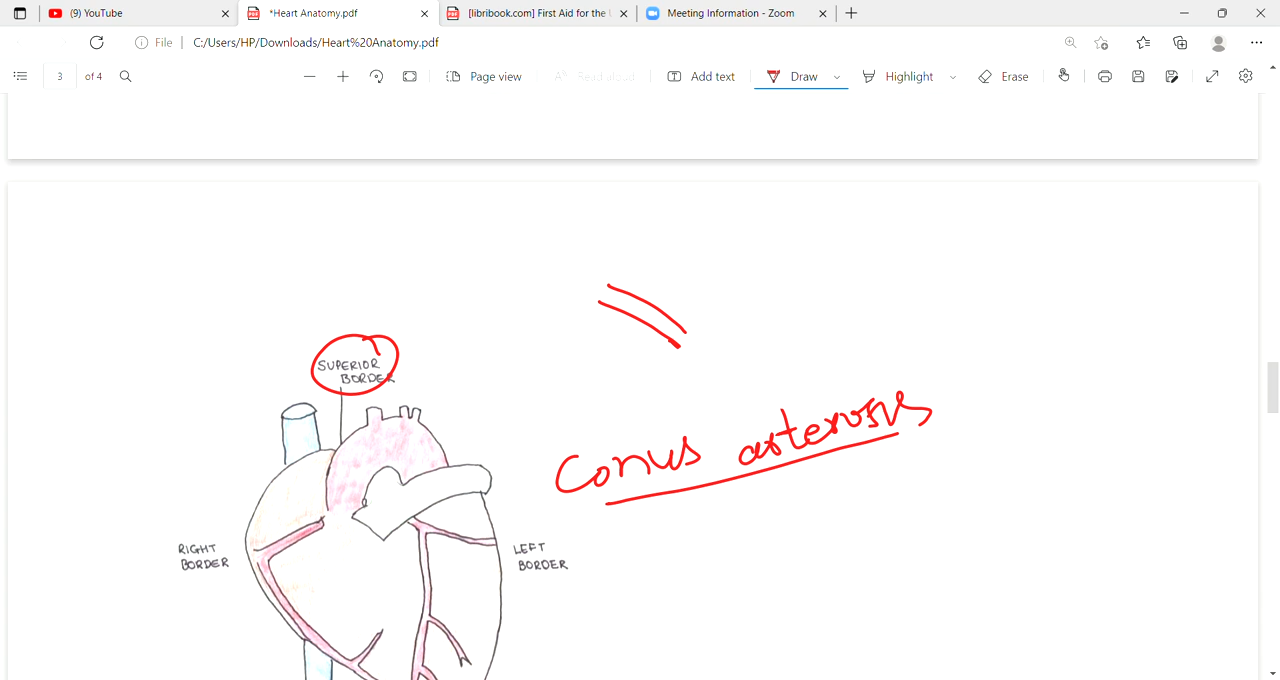 (9) YouTube
*Heart Anatomy.pdf
[libribook.com] First Aid for the
Meeting Information - Zoom
File
C:/Users/HP/Downloads/Heart%20Anatomy.pdf
3 of 4
Page view
Read aloud
Add text
Draw
Highlight
Erase
SUPERIOR
BORDER
Conus arterosus
RIGHT
BORDER
LEFT
BORDER